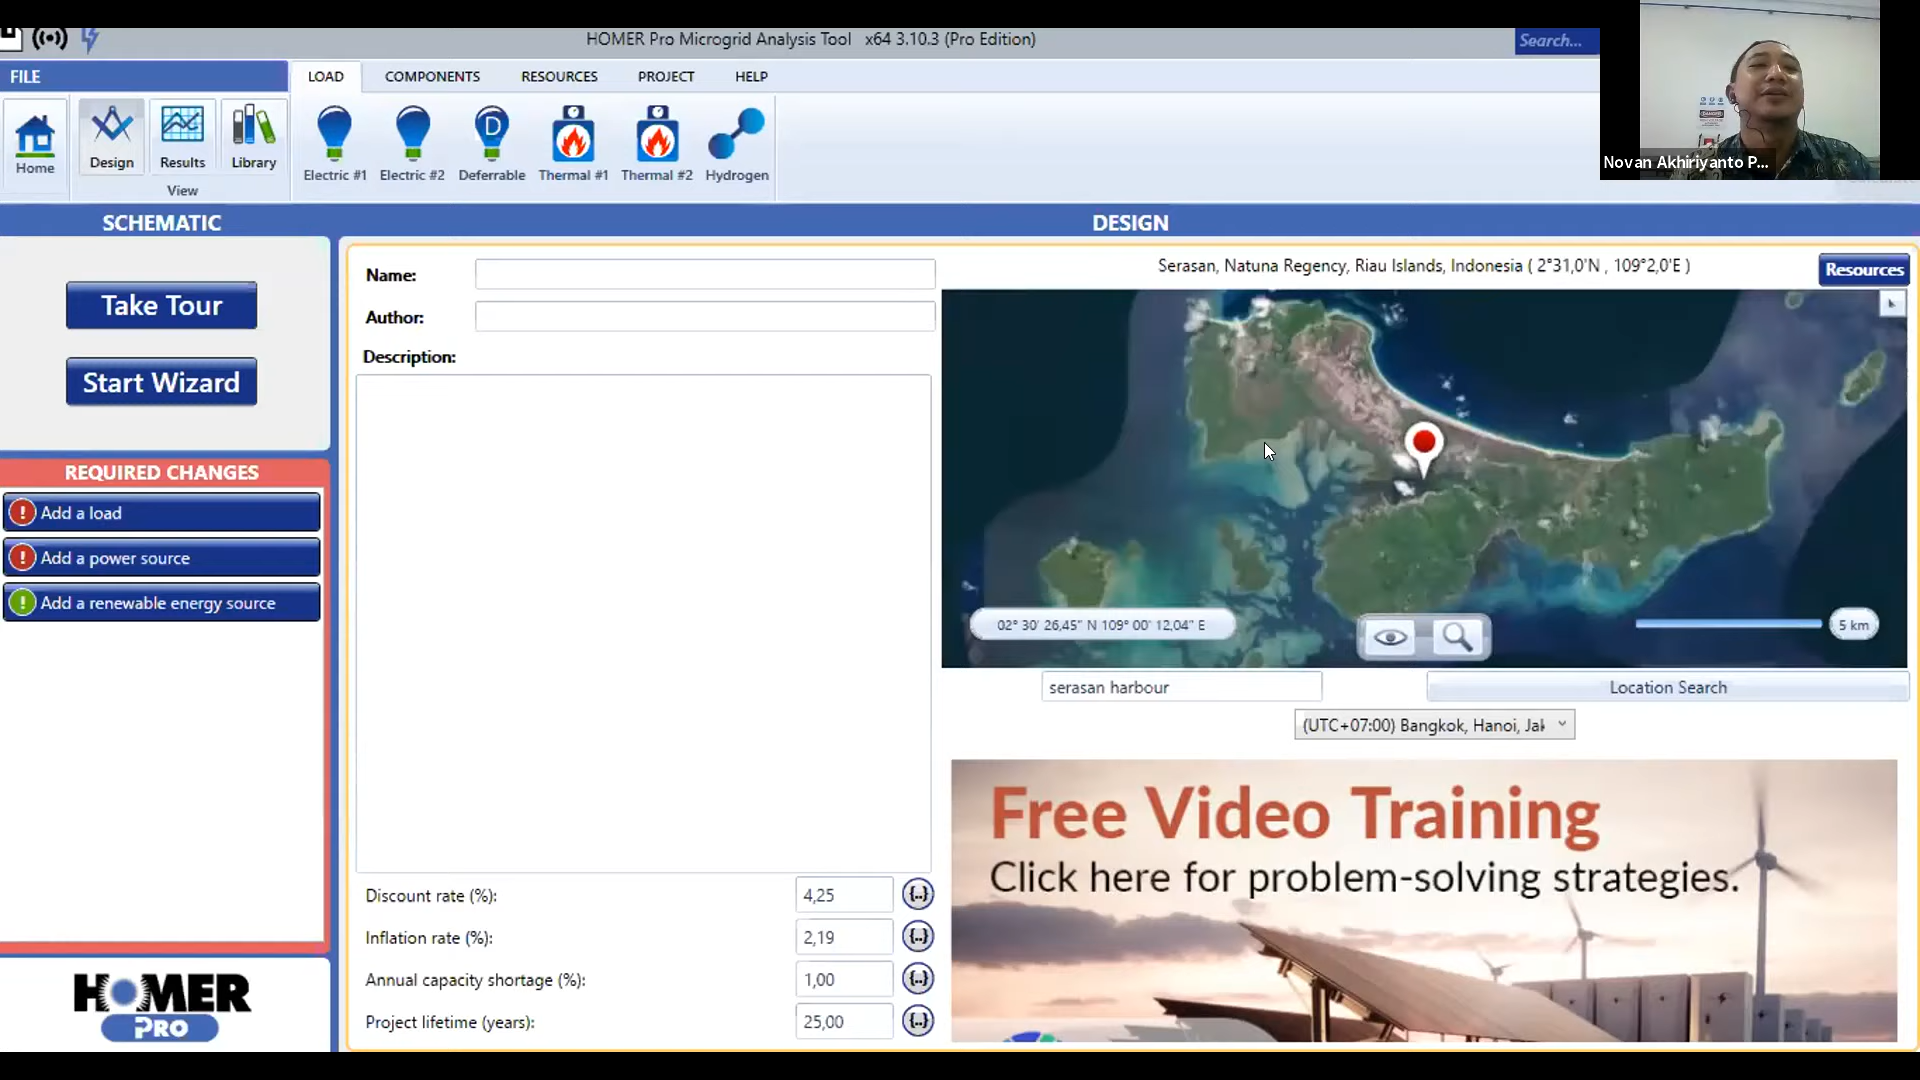 HOMER Pro Microgrid Analysis Tool   x64 3.10.3 (Pro Edition)
Search...
FILE
LOAD
COMPONENTS
RESOURCES
PROJECT
HELP
Home
Design
Results
Library
View
Electric #1
Electric #2
Deferrable
Thermal #1
Thermal #2
Hydrogen
Novan Akhiriyanto P...
SCHEMATIC
DESIGN
Take Tour
Start Wizard
REQUIRED CHANGES
Add a load
Add a power source
Add a renewable energy source
HOMER
PRO
Name:
Author:
Description:
Discount rate (%):
4,25
{..}
Inflation rate (%):
2,19
{..}
Annual capacity shortage (%):
1,00
{..}
Project lifetime (years):
25,00
{..}
Serasan, Natuna Regency, Riau Islands, Indonesia ( 2°31,0'N , 109°2,0'E )
Resources
02° 30' 26,45" N 109° 00' 12,04" E
5 km
serasan harbour
Location Search
(UTC+07:00) Bangkok, Hanoi, Jak
Free Video Training
Click here for problem-solving strategies.